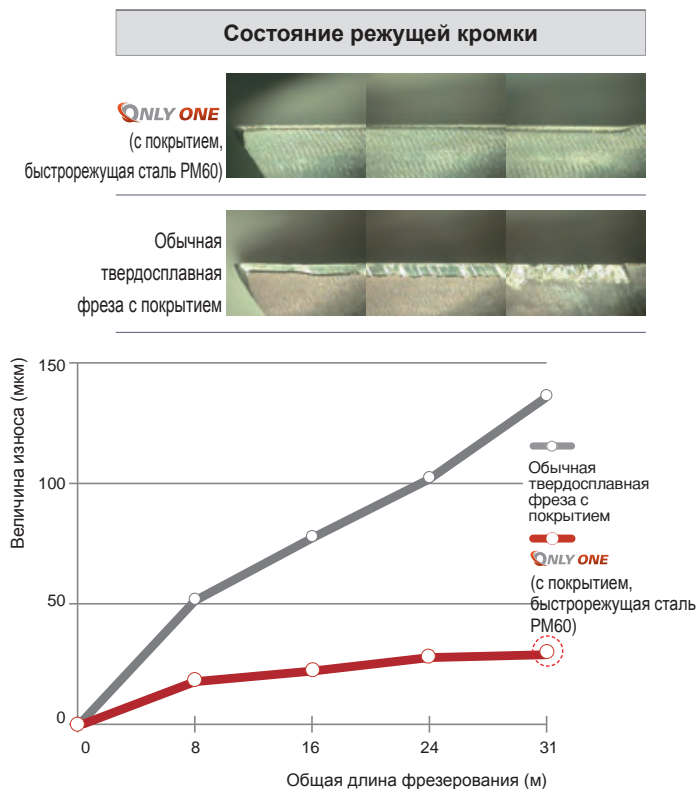 Состояние режущей кромки
ONLY ONE
(с покрытием,
быстрорежущая сталь PM60)
Обычная
твердосплавная
фреза с покрытием
Величина износа (мкм)
150
100
50
0
0 8 16 24 31
Общая длина фрезерования (м)
Обычная
твердосплавная
фреза с
покрытием
ONLY ONE
(с покрытием,
быстрорежущая сталь
PM60)